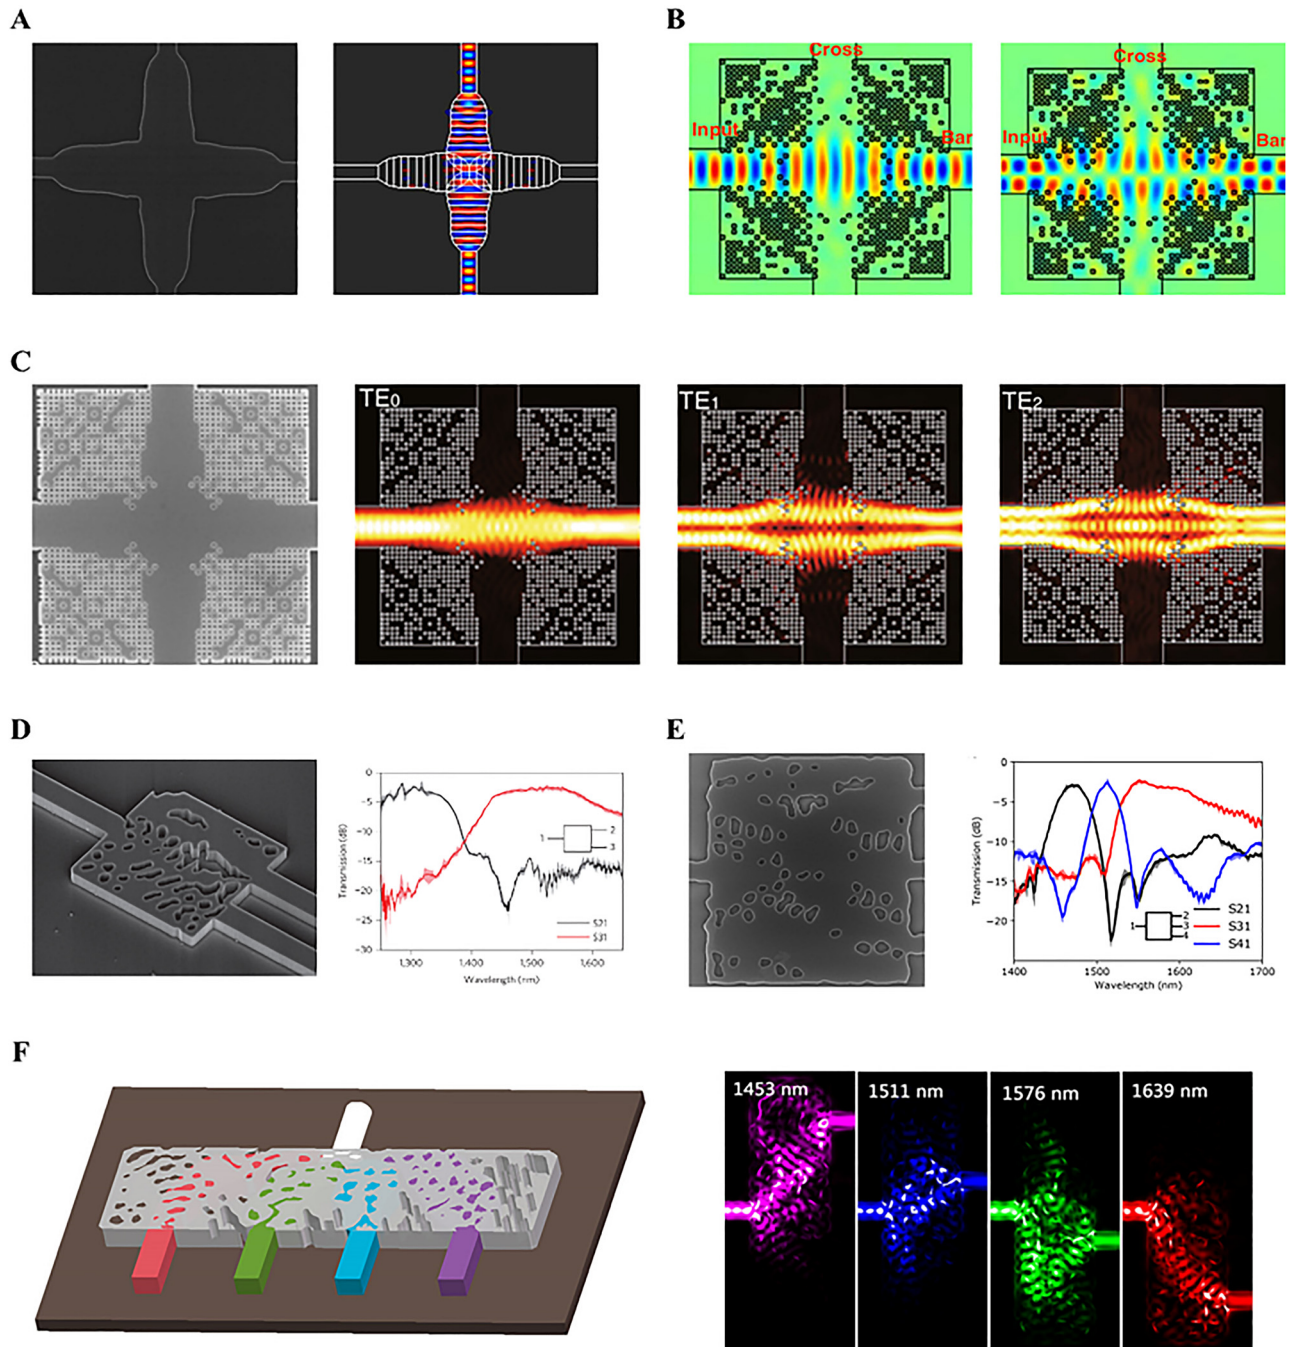 A
B
Cross
Input
Bar
Cross
Input
Bar
C
TE0
TE1
TE2
D
0
-5
-10
-15
-20
-25
-30
Transmission (dB)
1
2
3
S21
S31
1,300
1,400
1,500
1,600
Wavelength (nm)
E
0
-5
-10
-15
-20
Transmission (dB)
1
2
3
4
S21
S31
S41
1400
1500
1600
1700
Wavelength (nm)
F
1453 nm
1511 nm
1576 nm
1639 nm